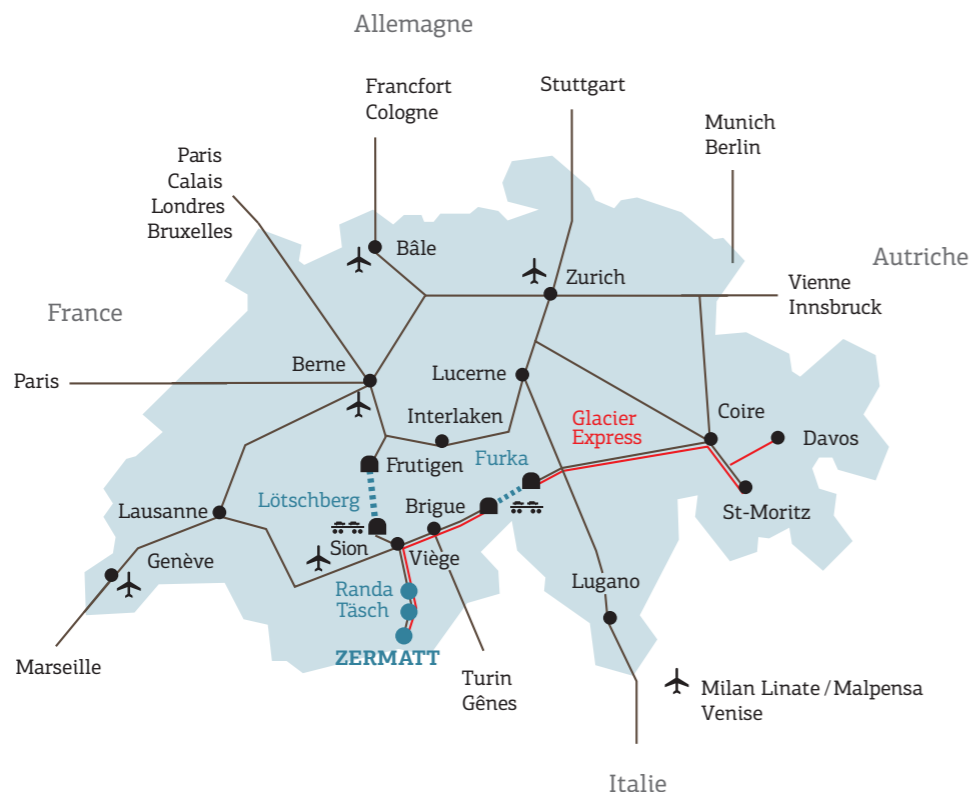 Allemagne
Francfort
Cologne
Stuttgart
Munich
Berlin
Paris
Calais
Londres
Bruxelles
Bâle
Zurich
Autriche
Vienne
Innsbruck
France
Berne
Lucerne
Paris
Interlaken
Glacier
Express
Coire
Davos
Frutigen
Furka
Lötschberg
Brigue
St-Moritz
Lausanne
Sion
Viège
Genève
Randa
Täsch
Lugano
ZERMATT
Marseille
Turin
Gênes
Milan Linate / Malpensa
Venise
Italie